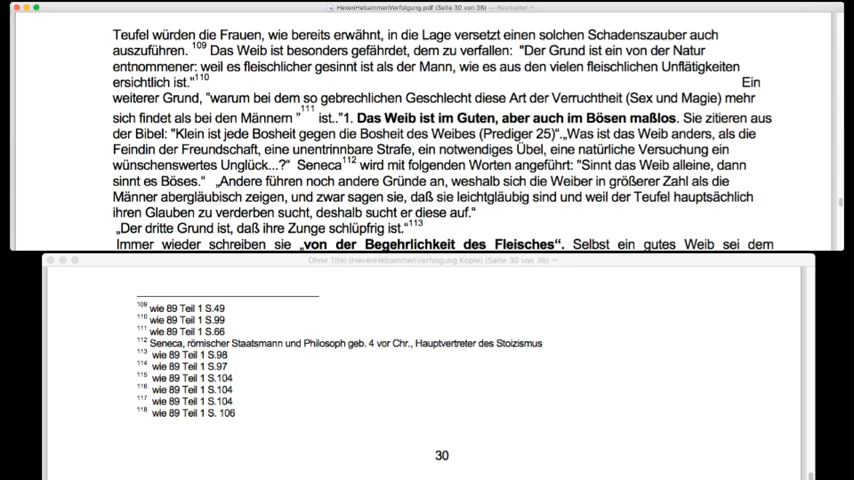 HexenHebammenVerfolgung.pdf (Seite 30 von 36) — Bearbeitet
Teufel würden die Frauen, wie bereits erwähnt, in die Lage versetzt einen solchen Schadenszauber auch
auszuführen. 109 Das Weib ist besonders gefährdet, dem zu verfallen: "Der Grund ist ein von der Natur
entnommener: weil es fleischlicher gesinnt ist als der Mann, wie es aus den vielen fleischlichen Unflätigkeiten
ersichtlich ist."110 Ein
weiterer Grund, "warum bei dem so gebrechlichen Geschlecht diese Art der Verruchtheit (Sex und Magie) mehr
sich findet als bei den Männern "111 ist.."1. Das Weib ist im Guten, aber auch im Bösen maßlos. Sie zitieren aus
der Bibel: "Klein ist jede Bosheit gegen die Bosheit des Weibes (Prediger 25)“.„Was ist das Weib anders, als die
Feindin der Freundschaft, eine unentrinnbare Strafe, ein notwendiges Übel, eine natürliche Versuchung ein
wünschenswertes Unglück...?“ Seneca112 wird mit folgenden Worten angeführt: "Sinnt das Weib alleine, dann
sinnt es Böses.“ „Andere führen noch andere Gründe an, weshalb sich die Weiber in größerer Zahl als die
Männer abergläubisch zeigen, und zwar sagen sie, daß sie leichtgläubig sind und weil der Teufel hauptsächlich
ihren Glauben zu verderben sucht, deshalb sucht er diese auf.“
„Der dritte Grund ist, daß ihre Zunge schlüpfrig ist.“113
Immer wieder schreiben sie „von der Begehrlichkeit des Fleisches“. Selbst ein gutes Weib sei dem
Ohne Titel (HexenHebammenVerfolgung Kopie) (Seite 30 von 36)
109 wie 89 Teil 1 S.49
110 wie 89 Teil 1 S.99
111 wie 89 Teil 1 S.66
112 Seneca, römischer Staatsmann und Philosoph geb. 4 vor Chr., Hauptvertreter des Stoizismus
113 wie 89 Teil 1 S.98
114 wie 89 Teil 1 S.97
115 wie 89 Teil 1 S.104
116 wie 89 Teil 1 S.104
117 wie 89 Teil 1 S.104
118 wie 89 Teil 1 S. 106
30